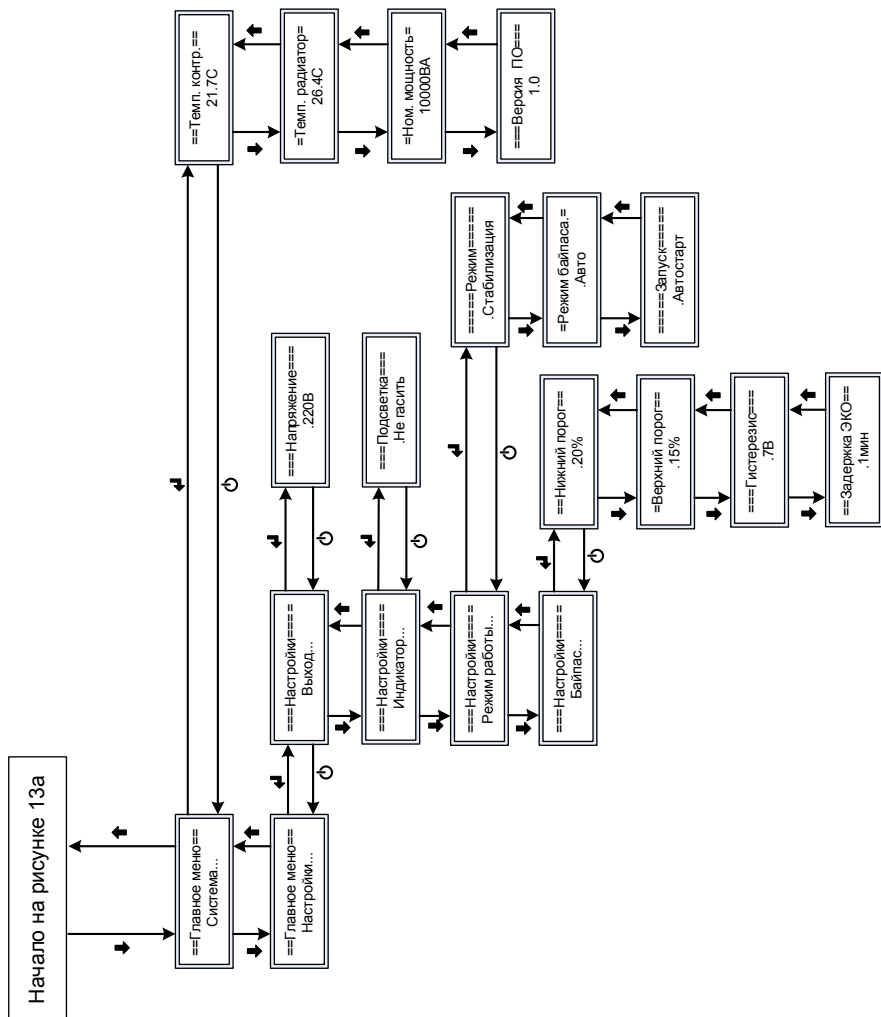 Начало на рисунке 13а
==Главное меню==
Система...
==Главное меню==
Настройки...
===Настройки====
Выход...
===Настройки====
Индикатор...
===Настройки====
Режим работы...
===Настройки====
Байпас...
===Напряжение===
.220В
===Подсветка===
.Не гасить
=====Режим=====
.Стабилизация
=Режим байпаса.=
.Авто
=====Запуск=====
.Автостарт
==Нижний порог==
.20%
=Верхний порог==
.15%
===Гистерезис===
.7В
==Задержка ЭКО==
.1мин
==Темп. контр.==
21.7С
=Темп. радиатор=
26.4С
=Ном. мощность=
10000ВА
===Версия ПО===
1.0